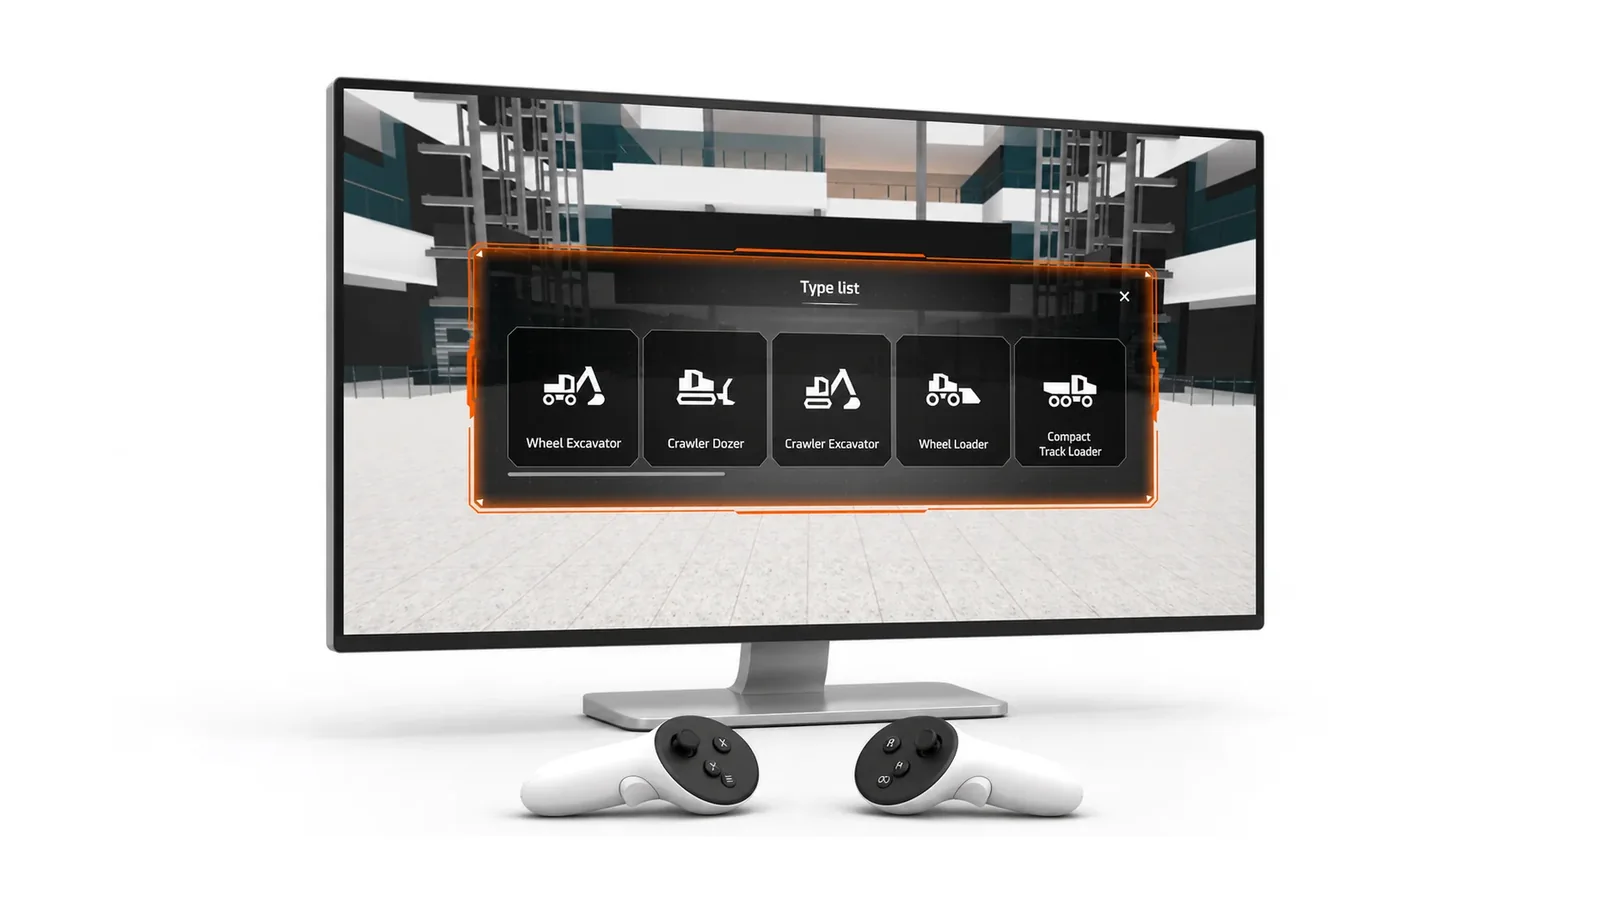 Type list
×
Wheel Excavator
Crawler Dozer
Crawler Excavator
Wheel Loader
Compact
Track Loader
X
Y
A
A